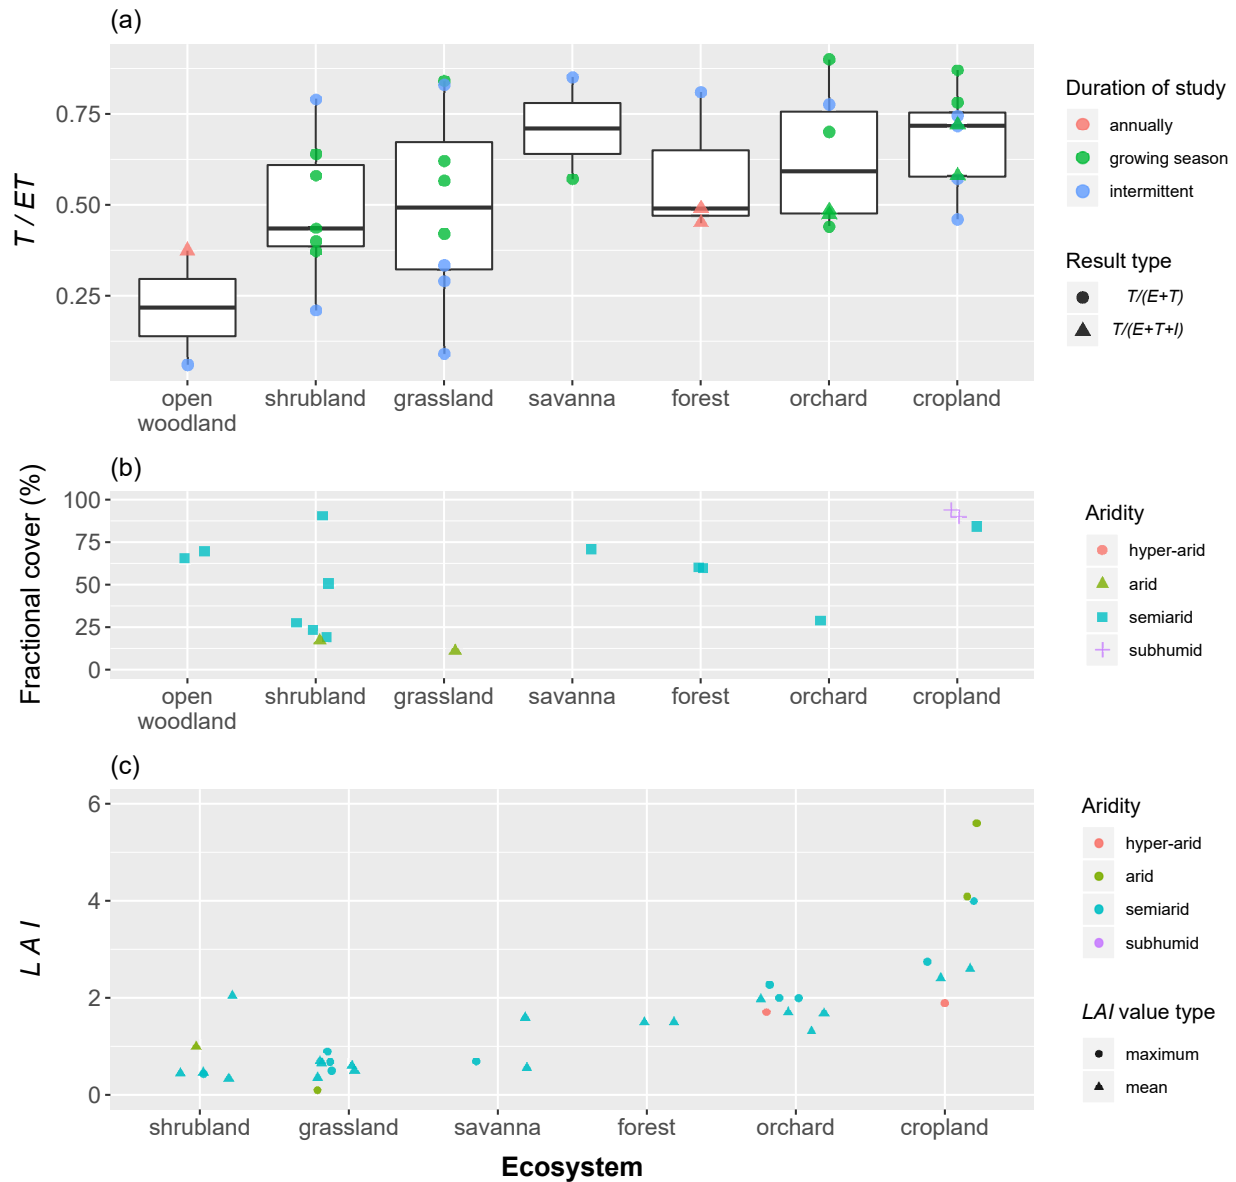 (a)
T / ET
0.75
0.50
0.25
open
woodland
shrubland
grassland
savanna
forest
orchard
cropland
Duration of study
annually
growing season
intermittent
Result type
T/(E+T)
T/(E+T+I)
(b)
Fractional cover (%)
100
75
50
25
0
open
woodland
shrubland
grassland
savanna
forest
orchard
cropland
Aridity
hyper-arid
arid
semiarid
subhumid
(c)
L A I
6
4
2
0
shrubland
grassland
savanna
forest
orchard
cropland
Ecosystem
Aridity
hyper-arid
arid
semiarid
subhumid
LAI value type
maximum
mean